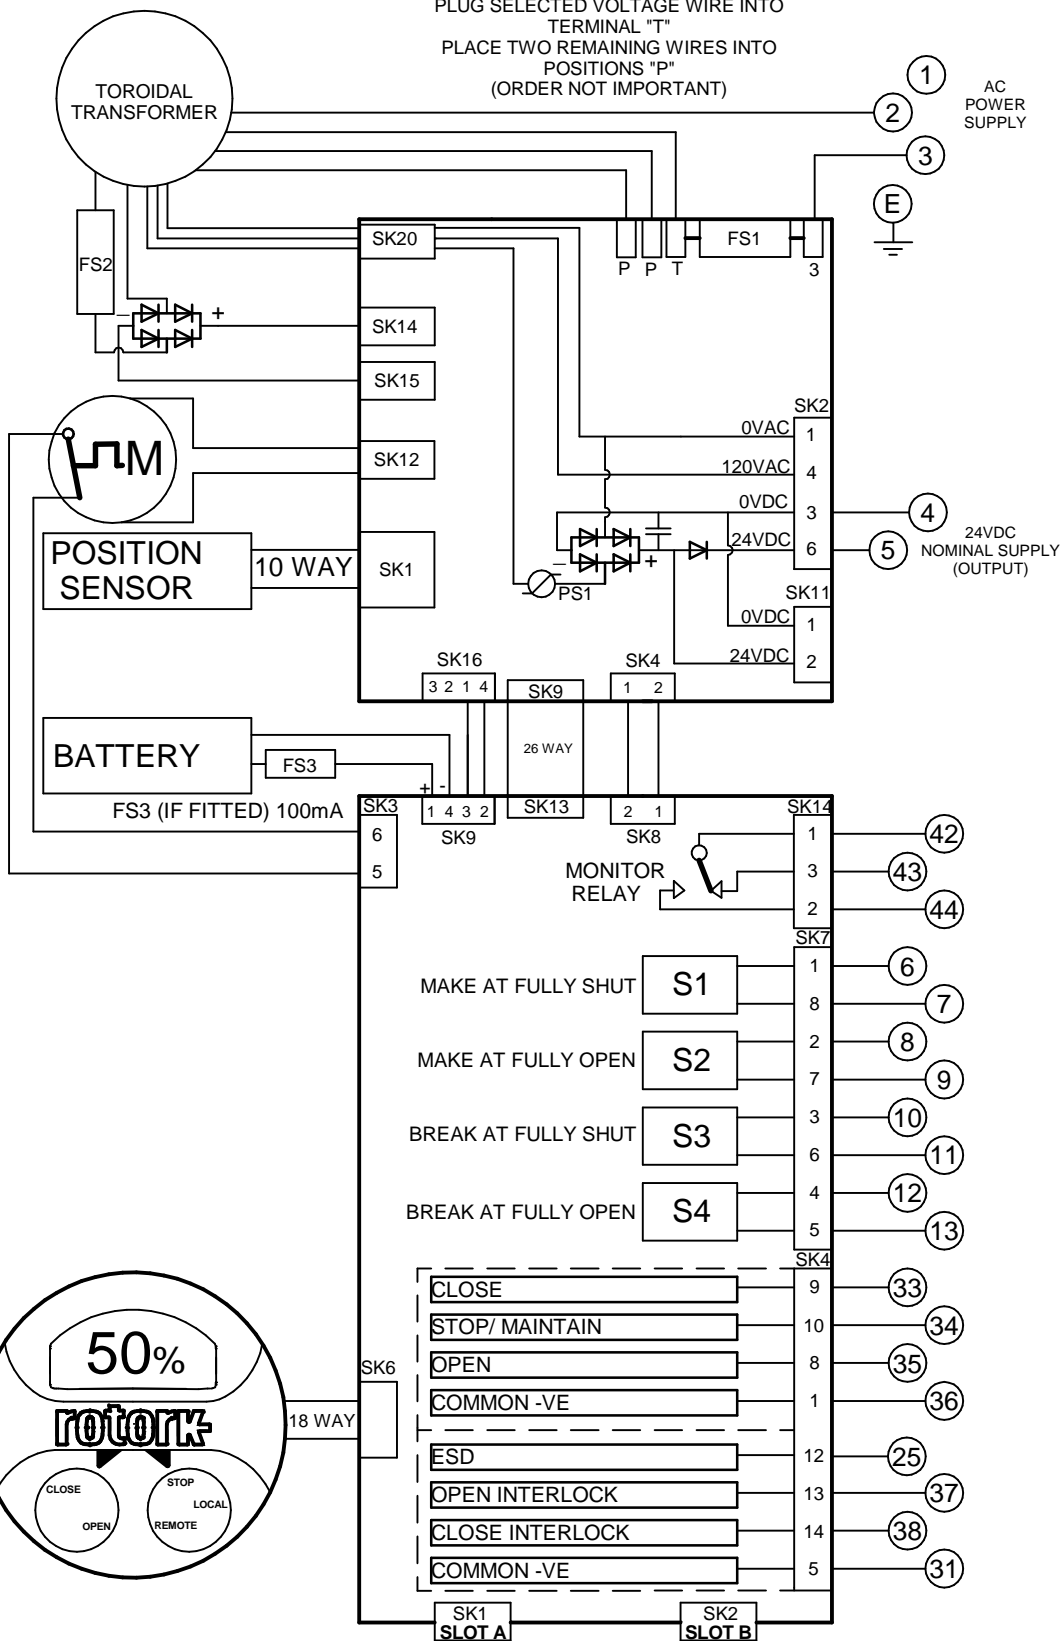 PLUG SELECTED VOLTAGE WIRE INTO
TERMINAL "T"
PLACE TWO REMAINING WIRES INTO
POSITIONS "P"
(ORDER NOT IMPORTANT)
TOROIDAL
TRANSFORMER
1
2
3
AC
POWER
SUPPLY
E
FS2
SK20
P
P
T
FS1
3
SK14
SK15
SK12
M
POSITION
SENSOR
10 WAY
SK1
SK2
0VAC 1
120VAC 4
0VDC 3
24VDC 6
4
5
24VDC
NOMINAL SUPPLY
(OUTPUT)
PS1
SK11
0VDC 1
24VDC 2
SK16
3 2 1 4
SK9
SK4
1 2
BATTERY
FS3
26 WAY
+ -
FS3 (IF FITTED) 100mA
SK3
6
5
1 4 3 2
SK9
SK13
2 1
SK8
SK14
MONITOR
RELAY
1 42
3 43
2 44
SK7
MAKE AT FULLY SHUT S1
1 6
8 7
MAKE AT FULLY OPEN S2
2 8
7 9
BREAK AT FULLY SHUT S3
3 10
6 11
BREAK AT FULLY OPEN S4
4 12
5 13
SK4
CLOSE 9 33
STOP/ MAINTAIN 10 34
OPEN 8 35
COMMON -VE 1 36
ESD 12 25
OPEN INTERLOCK 13 37
CLOSE INTERLOCK 14 38
COMMON -VE 5 31
50%
rotork
CLOSE
OPEN
STOP
LOCAL
REMOTE
18 WAY
SK6
SK1
SLOT A
SK2
SLOT B